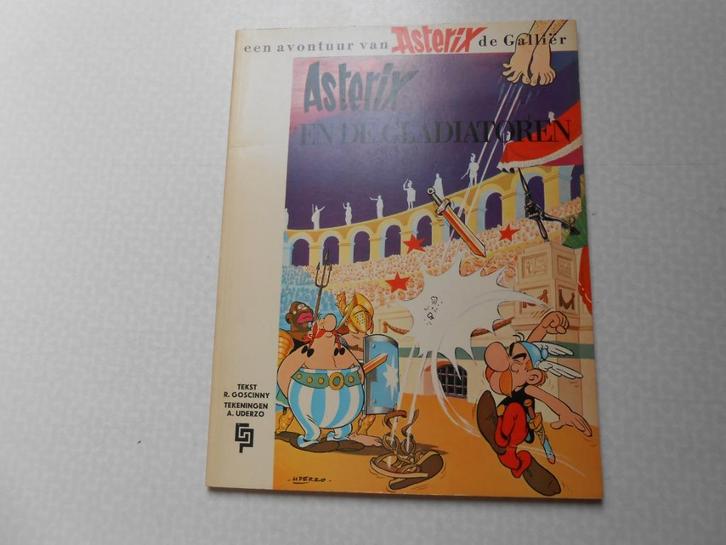 een avontuur van Asterix de Galliër
Asterix
EN DE GLADIATOREN
TEKST
R. GOSCINNY
TEKENINGEN
A. UDERZO
UDERZO